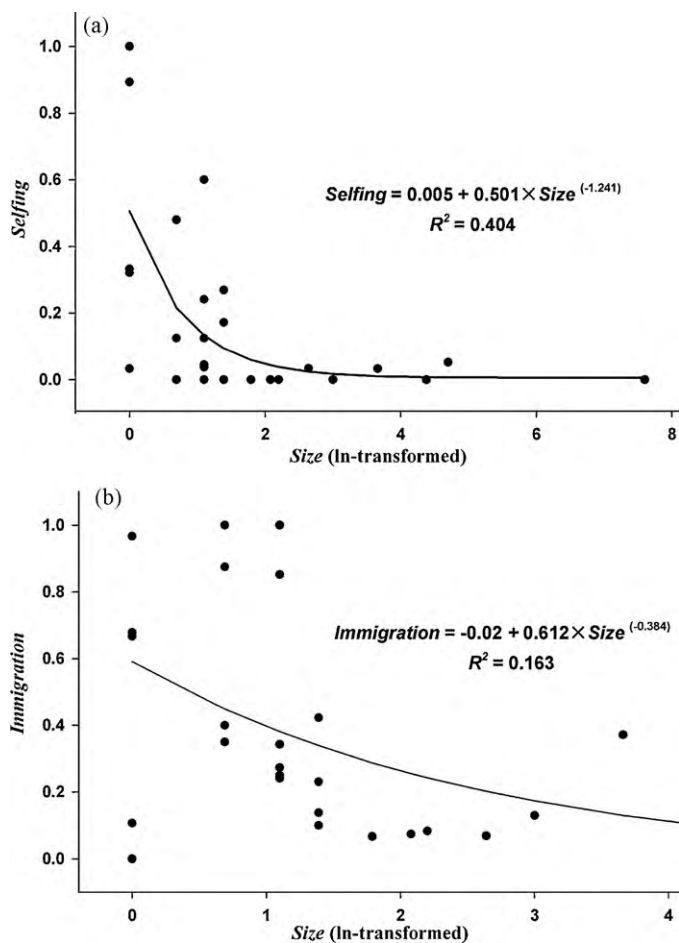 (a)
1.0
0.8
0.6
0.4
0.2
0.0
Selfing
Selfing = 0.005 + 0.501 × Size (-1.241)
R² = 0.404
0 2 4 6 8
Size (ln-transformed)
(b)
1.0
0.8
0.6
0.4
0.2
0.0
Immigration
Immigration = -0.02 + 0.612 × Size (-0.384)
R² = 0.163
0 1 2 3 4
Size (ln-transformed)